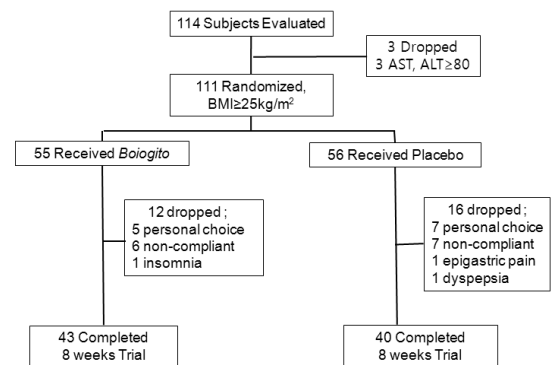 114 Subjects Evaluated
3 Dropped
3 AST, ALT≥80
111 Randomized,
BMI≥25kg/m²
55 Received Boiogito
56 Received Placebo
12 dropped ;
5 personal choice
6 non-compliant
1 insomnia
16 dropped ;
7 personal choice
7 non-compliant
1 epigastric pain
1 dyspepsia
43 Completed
8 weeks Trial
40 Completed
8 weeks Trial